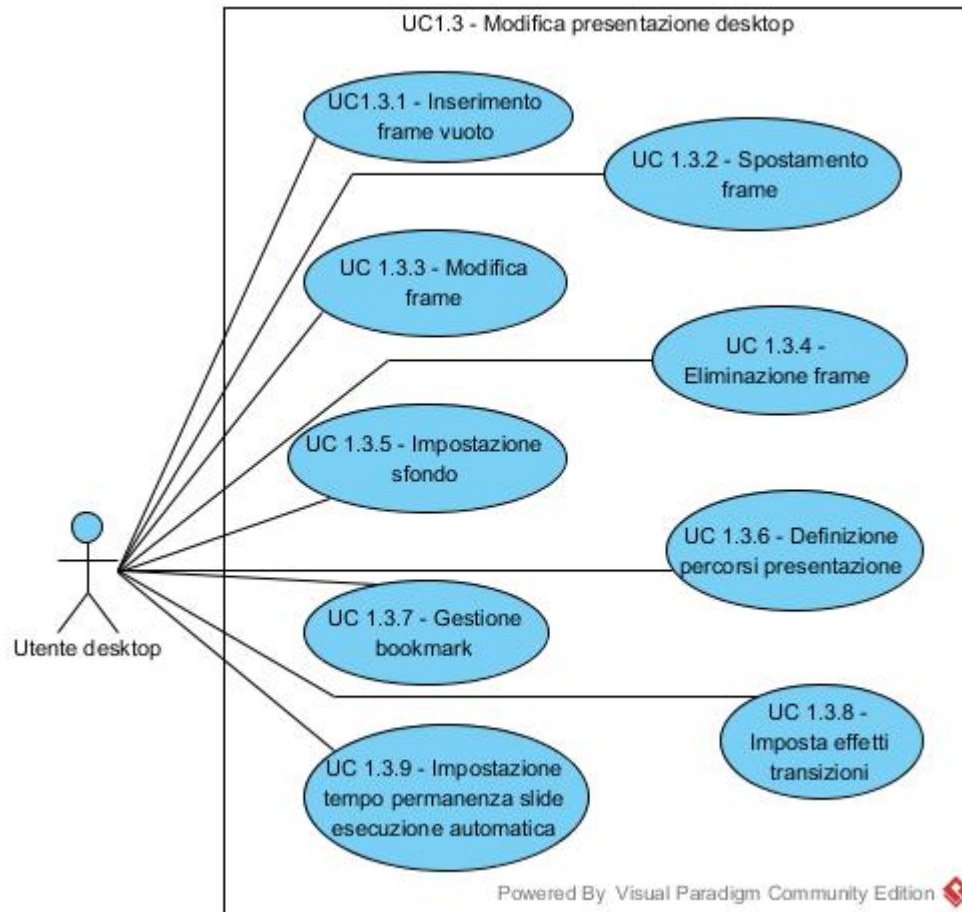 UC1.3 - Modifica presentazione desktop
UC1.3.1 - Inserimento
frame vuoto
UC 1.3.2 - Spostamento
frame
UC 1.3.3 - Modifica
frame
UC 1.3.4 -
Eliminazione frame
UC 1.3.5 - Impostazione
sfondo
UC 1.3.6 - Definizione
percorsi presentazione
UC 1.3.7 - Gestione
bookmark
Utente desktop
UC 1.3.8 -
Imposta effetti
transizioni
UC 1.3.9 - Impostazione
tempo permanenza slide
esecuzione automatica
Powered By Visual Paradigm Community Edition